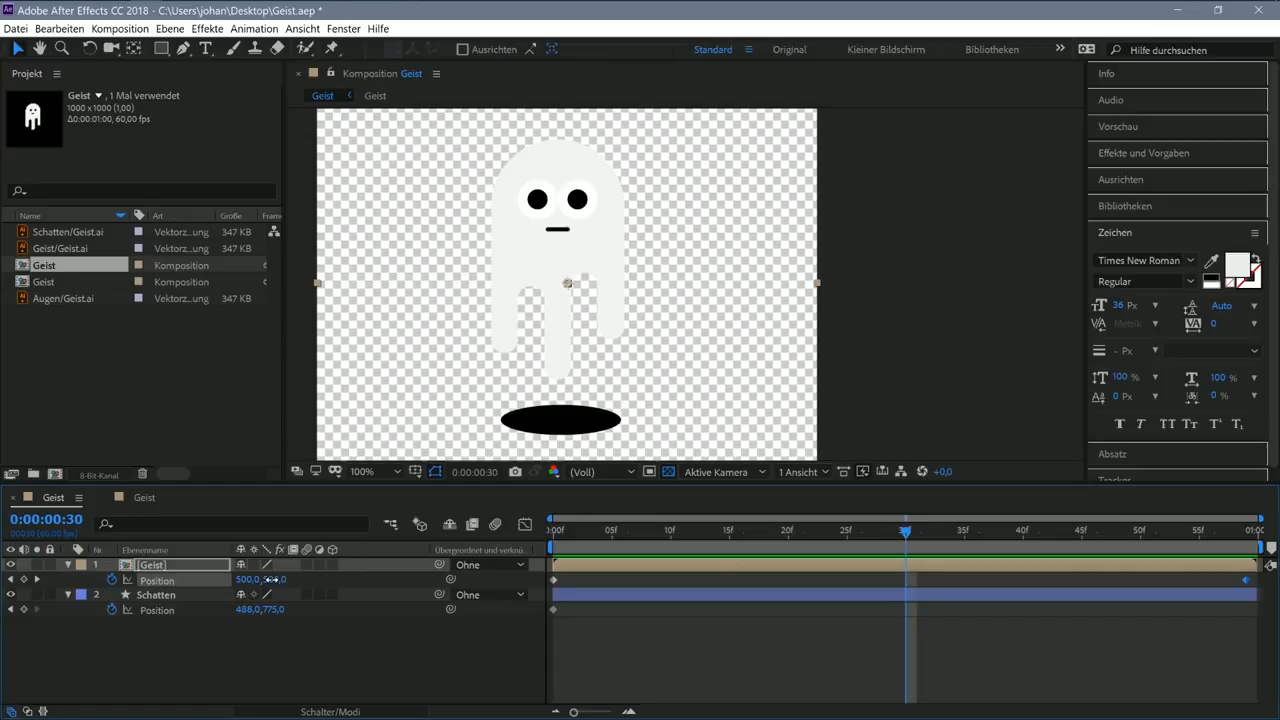 Adobe After Effects CC 2018 - C:\Users\johan\Desktop\Geist.aep *
Datei Bearbeiten Komposition Ebene Effekte Animation Ansicht Fenster Hilfe
Ausrichten Standard Original Kleiner Bildschirm Bibliotheken Hilfe durchsuchen
Projekt
Komposition Geist
Info
Geist , 1 Mal verwendet
1000 x 1000 (1,00)
Δ0:00:01:00, 60,00 fps
Geist Geist
Audio
Vorschau
Effekte und Vorgaben
Ausrichten
Bibliotheken
Zeichen
Name Art Größe
Schatten/Geist.ai Vektorz...ung 347 KB
Geist/Geist.ai Vektorz...ung 347 KB
Geist Komposition
Geist Komposition
Augen/Geist.ai Vektorz...ung 347 KB
Times New Roman
Regular
36 Px Auto
Metrik 0
- Px
100 % 100 %
0 Px 0 %
T T TT Tт T¹ T₁
Absatz
Tracker
8-Bit-Kanal
100% 0:00:00:30 (Voll) Aktive Kamera 1 Ansicht +0,0
Geist Geist
0:00:00:30
00030 (60.00 fps)
:00f 05f 10f 15f 20f 25f 30f 35f 40f 45f 50f 55f 01:00
Nr. Ebenenname Übergeordnet und verknü...
1 [Geist] Ohne
Position
2 Schatten Ohne
Position 488,0,775,0
Schalter/Modi